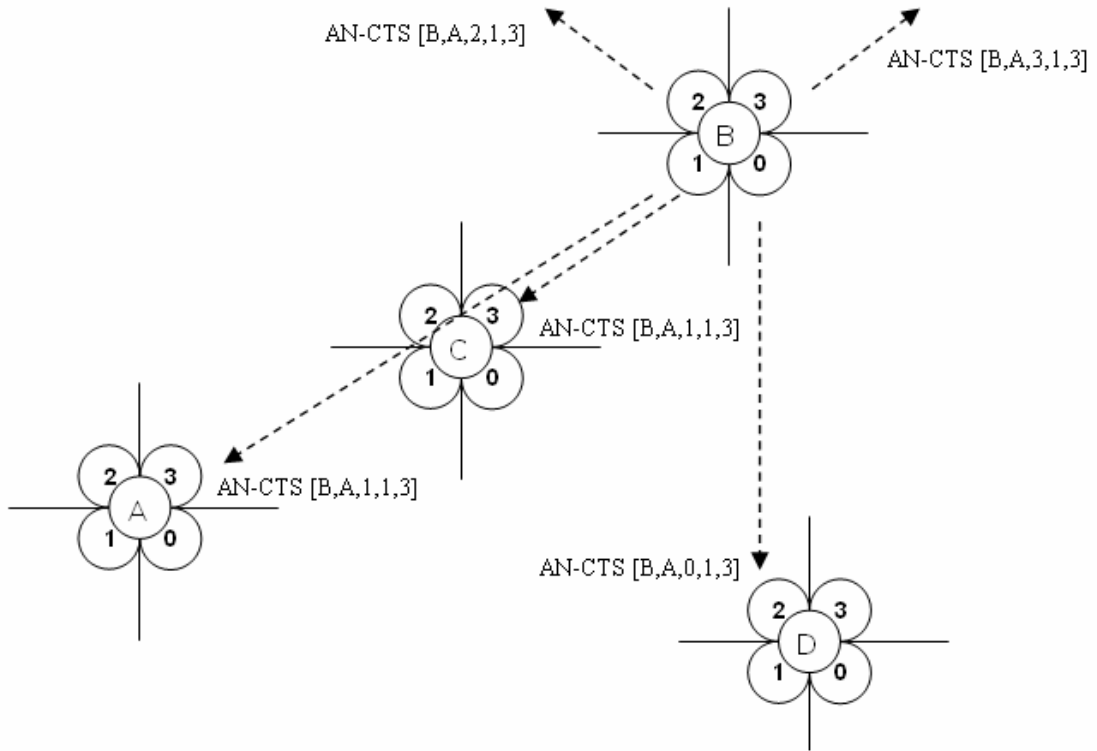 AN-CTS [B,A,2,1,3]
AN-CTS [B,A,3,1,3]
2 3
B
1 0
2 3
AN-CTS [B,A,1,1,3]
C
1 0
2 3
AN-CTS [B,A,1,1,3]
A
1 0
AN-CTS [B,A,0,1,3]
2 3
D
1 0